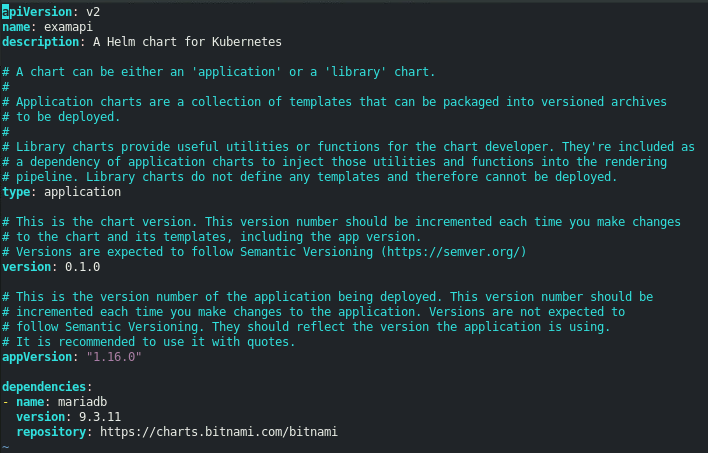 apiVersion: v2
name: examapi
description: A Helm chart for Kubernetes

# A chart can be either an 'application' or a 'library' chart.
#
# Application charts are a collection of templates that can be packaged into versioned archives
# to be deployed.
#
# Library charts provide useful utilities or functions for the chart developer. They're included as
# a dependency of application charts to inject those utilities and functions into the rendering
# pipeline. Library charts do not define any templates and therefore cannot be deployed.
type: application

# This is the chart version. This version number should be incremented each time you make changes
# to the chart and its templates, including the app version.
# Versions are expected to follow Semantic Versioning (https://semver.org/)
version: 0.1.0

# This is the version number of the application being deployed. This version number should be
# incremented each time you make changes to the application. Versions are not expected to
# follow Semantic Versioning. They should reflect the version the application is using.
# It is recommended to use it with quotes.
appVersion: "1.16.0"

dependencies:
- name: mariadb
  version: 9.3.11
  repository: https://charts.bitnami.com/bitnami
~